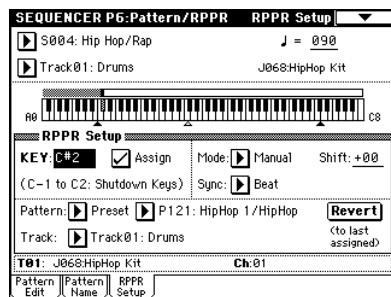 SEQUENCER P6:Pattern/RPPR RPPR Setup
S004: Hip Hop/Rap ♩ = 090
Track01: Drums J068:HipHop Kit
A0 C8
RPPR Setup
KEY: C#2 Assign Mode: Manual Shift: +00
(C-1 to C2: Shutdown Keys) Sync: Beat
Pattern: Preset P121: HipHop 1/HipHop Revert
Track: Track01: Drums (to last assigned)
T01: J068:HipHop Kit Ch:01
Pattern Edit Pattern Name RPPR Setup